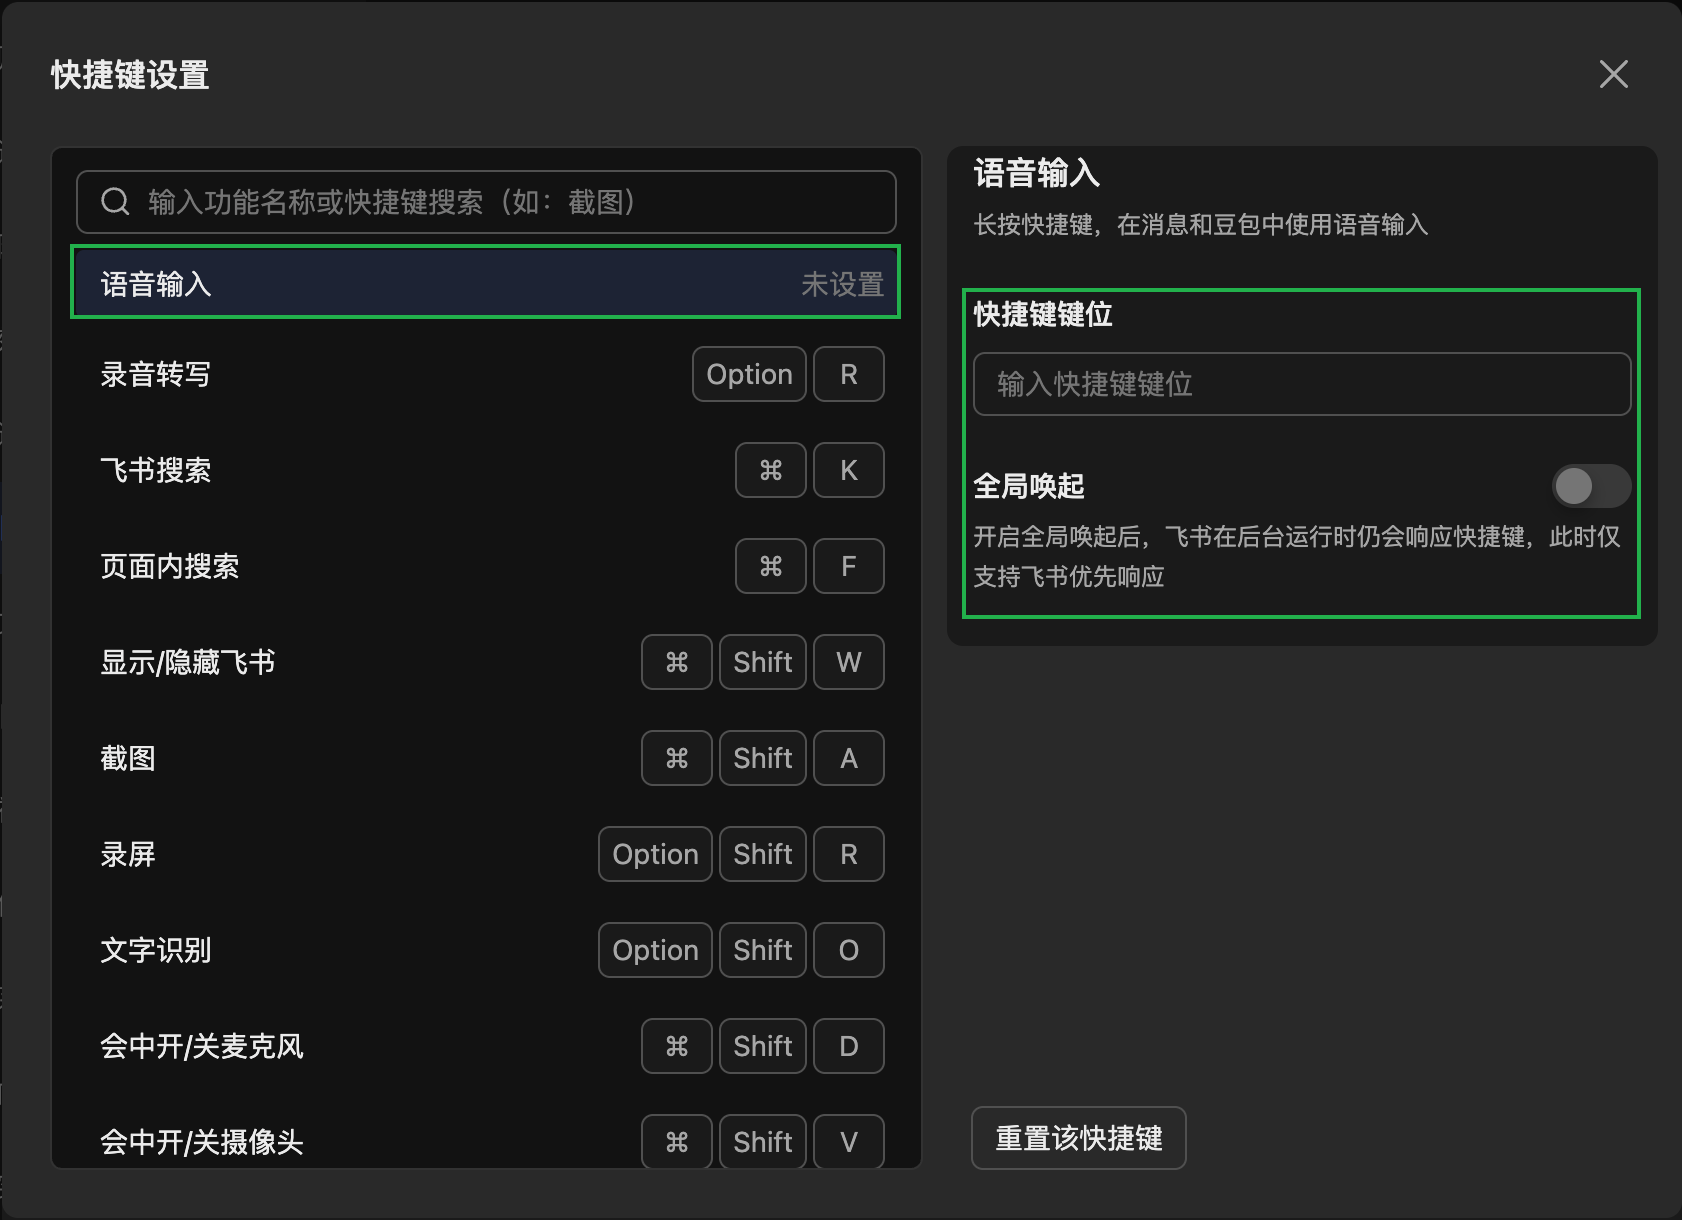 快捷键设置
输入功能名称或快捷键搜索（如：截图）
语音输入 未设置
录音转写 Option R
飞书搜索 ⌘ K
页面内搜索 ⌘ F
显示/隐藏飞书 ⌘ Shift W
截图 ⌘ Shift A
录屏 Option Shift R
文字识别 Option Shift O
会中开/关麦克风 ⌘ Shift D
会中开/关摄像头 ⌘ Shift V
语音输入
长按快捷键，在消息和豆包中使用语音输入
快捷键键位
输入快捷键键位
全局唤起
开启全局唤起后，飞书在后台运行时仍会响应快捷键，此时仅
支持飞书优先响应
重置该快捷键